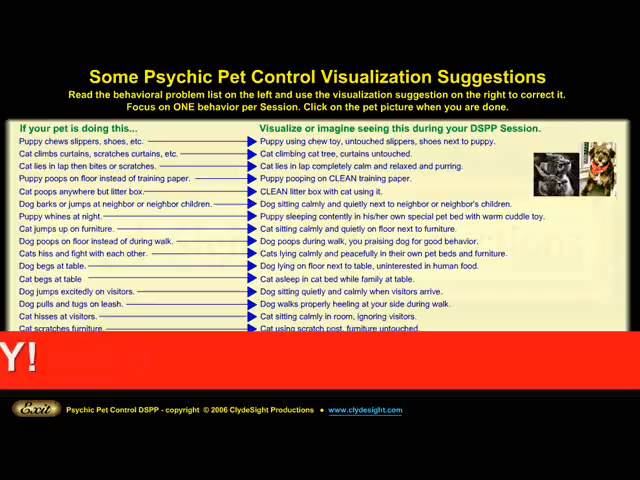 Some Psychic Pet Control Visualization Suggestions
Read the behavioral problem list on the left and use the visualization suggestion on the right to correct it.
Focus on ONE behavior per Session. Click on the pet picture when you are done.
If your pet is doing this... Visualize or imagine seeing this during your DSPP Session.
Puppy chews slippers, shoes, etc. Puppy using chew toy, untouched slippers, shoes next to puppy.
Cat climbs curtains, scratches curtains, etc. Cat climbing cat tree, curtains untouched.
Cat lies in lap then bites or scratches. Cat lies in lap completely calm and relaxed and purring.
Puppy poops on floor instead of training paper. Puppy pooping on CLEAN training paper.
Cat poops anywhere but litter box. CLEAN litter box with cat using it.
Dog barks or jumps at neighbor or neighbor children. Dog sitting calmly and quietly next to neighbor or neighbor's children.
Puppy whines at night. Puppy sleeping contently in his/her own special pet bed with warm cuddle toy.
Cat jumps up on furniture. Cat sitting calmly and quietly on floor next to furniture.
Dog poops on floor instead of during walk. Dog poops during walk, you praising dog for good behavior.
Cats hiss and fight with each other. Cats lying calmly and peacefully in their own pet beds and furniture.
Dog begs at table. Dog lying on floor next to table, uninterested in human food.
Cat begs at table Cat asleep in cat bed while family at table.
Dog jumps excitedly on visitors. Dog sitting quietly and calmly when visitors arrive.
Dog pulls and tugs on leash. Dog walks properly heeling at your side during walk.
Cat hisses at visitors. Cat sitting calmly in room, ignoring visitors.
Cat scratches furniture. Cat using scratch post, furniture untouched.
Y!
Exit Psychic Pet Control DSPP - copyright © 2006 ClydeSight Productions • www.clydesight.com